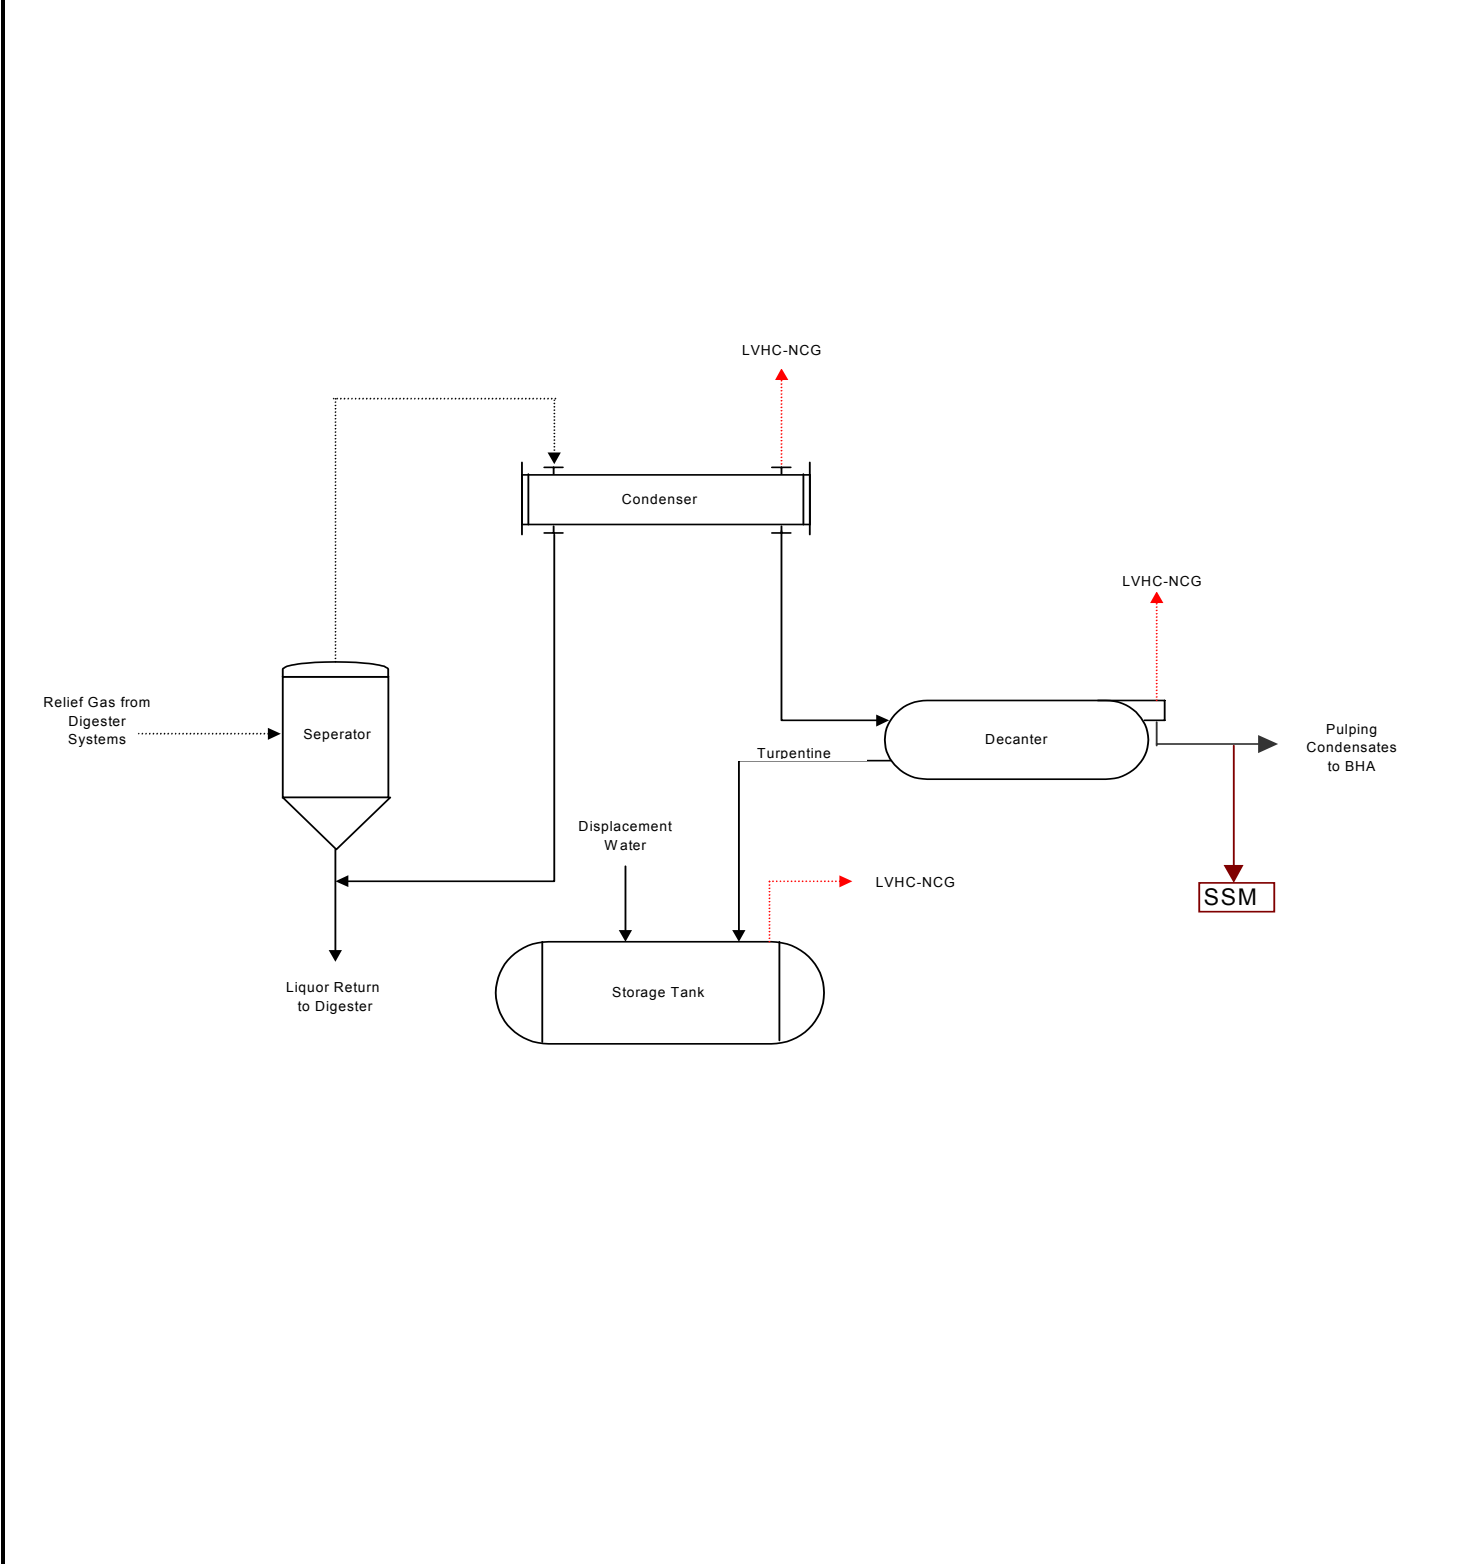 LVHC-NCG
Condenser
LVHC-NCG
Relief Gas from
Digester
Systems
Seperator
Decanter
Pulping
Condensates
to BHA
Turpentine
Displacement
Water
LVHC-NCG
SSM
Liquor Return
to Digester
Storage Tank